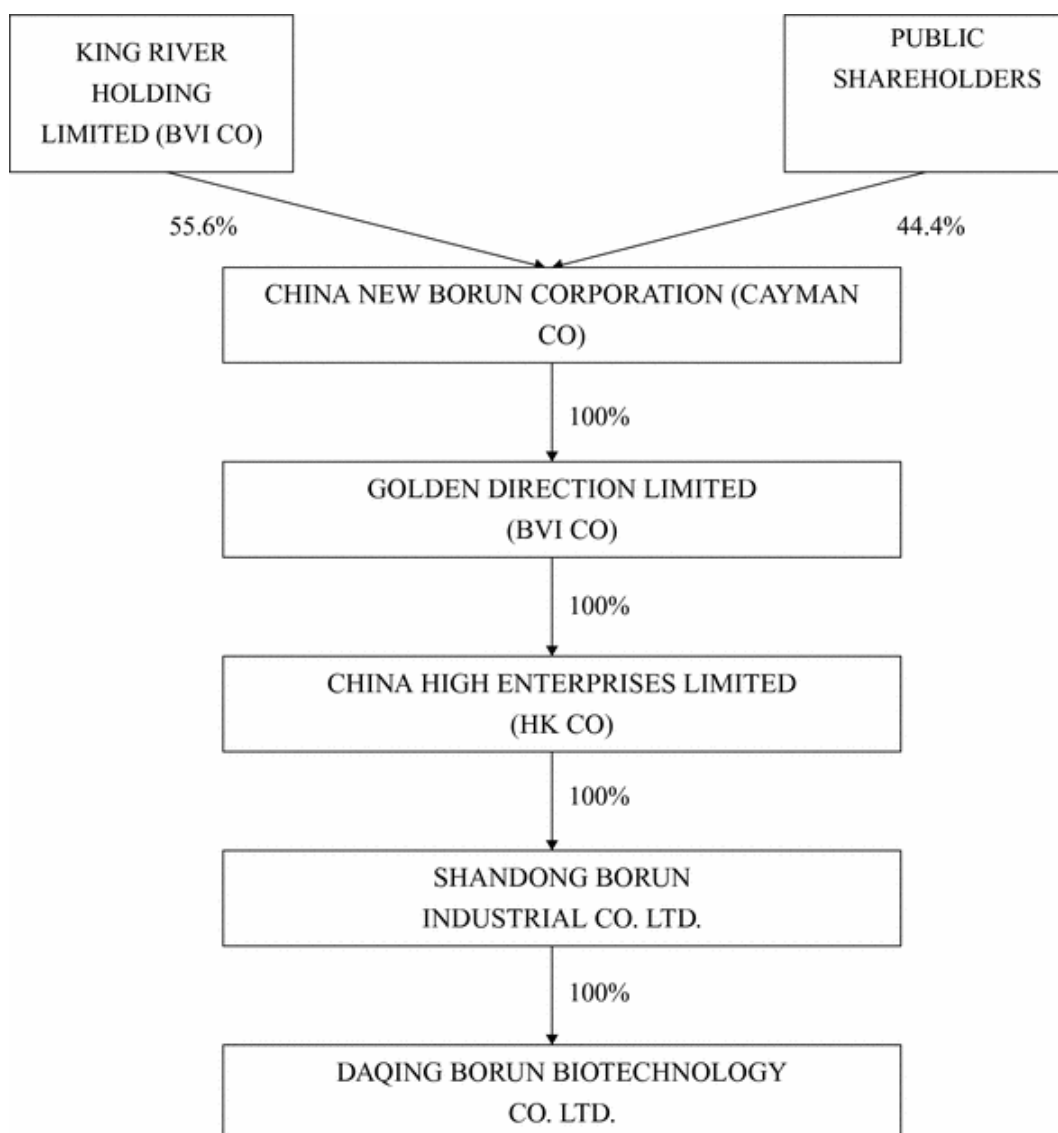 KING RIVER
HOLDING
LIMITED (BVI CO)
PUBLIC
SHAREHOLDERS
55.6%
44.4%
CHINA NEW BORUN CORPORATION (CAYMAN
CO)
100%
GOLDEN DIRECTION LIMITED
(BVI CO)
100%
CHINA HIGH ENTERPRISES LIMITED
(HK CO)
100%
SHANDONG BORUN
INDUSTRIAL CO. LTD.
100%
DAQING BORUN BIOTECHNOLOGY
CO. LTD.